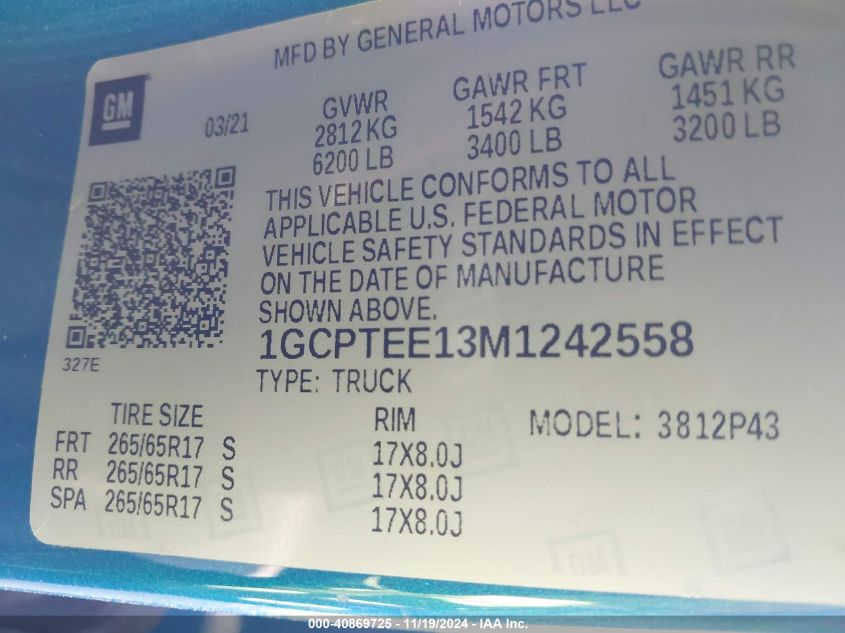 MFD BY GENERAL MOTORS LLC
GM
03/21
GVWR
2812 KG
6200 LB
GAWR FRT
1542 KG
3400 LB
GAWR RR
1451 KG
3200 LB
THIS VEHICLE CONFORMS TO ALL
APPLICABLE U.S. FEDERAL MOTOR
VEHICLE SAFETY STANDARDS IN EFFECT
ON THE DATE OF MANUFACTURE
SHOWN ABOVE.
327E
1GCPTEE13M1242558
TYPE: TRUCK
TIRE SIZE RIM MODEL: 3812P43
FRT 265/65R17 S 17X8.0J
RR 265/65R17 S 17X8.0J
SPA 265/65R17 S 17X8.0J
GM
GM
000-40869725 - 11/19/2024 - IAA Inc.